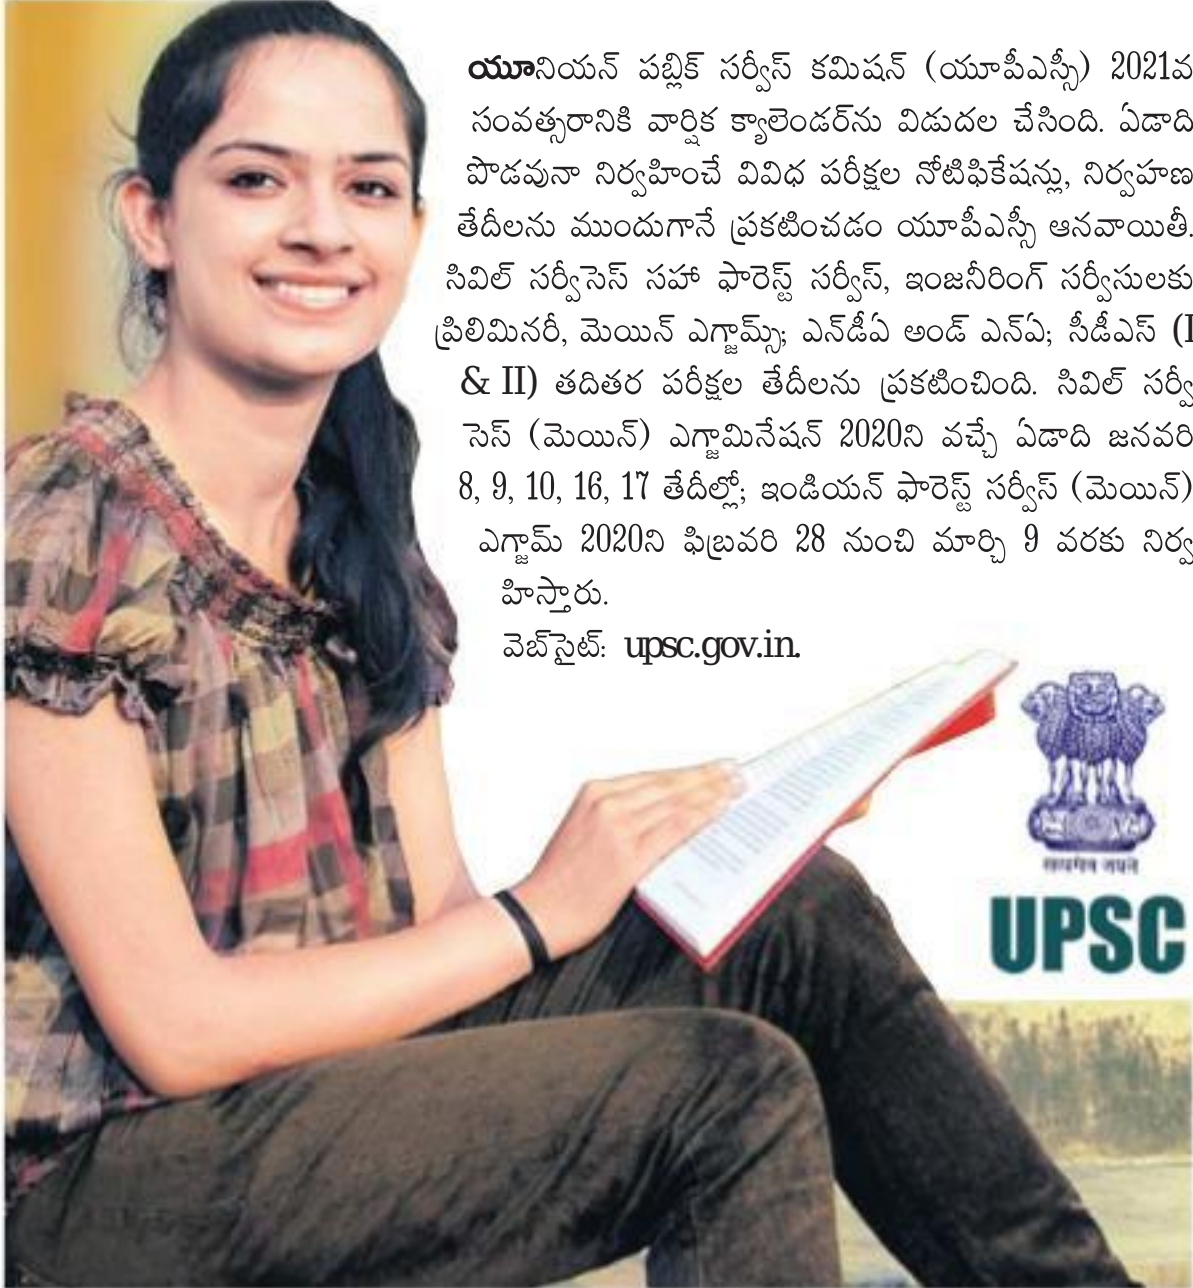 యూనియన్ పబ్లిక్ సర్వీస్ కమిషన్ (యూపీఎస్సీ) 2021వ
సంవత్సరానికి వార్షిక క్యాలెండర్‌ను విడుదల చేసింది. ఏడాది
పొడవునా నిర్వహించే వివిధ పరీక్షల నోటిఫికేషన్లు, నిర్వహణ
తేదీలను ముందుగానే ప్రకటించడం యూపీఎస్సీ ఆనవాయితీ.
సివిల్ సర్వీసెస్ సహా ఫారెస్ట్ సర్వీస్, ఇంజనీరింగ్ సర్వీసులకు
ప్రిలిమినరీ, మెయిన్ ఎగ్జామ్స్; ఎన్‌డీఏ అండ్ ఎన్ఏ; సీడీఎస్ (I
& II) తదితర పరీక్షల తేదీలను ప్రకటించింది. సివిల్ సర్వీ
సెస్ (మెయిన్) ఎగ్జామినేషన్ 2020ని వచ్చే ఏడాది జనవరి
8, 9, 10, 16, 17 తేదీల్లో; ఇండియన్ ఫారెస్ట్ సర్వీస్ (మెయిన్)
ఎగ్జామ్ 2020ని ఫిబ్రవరి 28 నుంచి మార్చి 9 వరకు నిర్వ
హిస్తారు.
వెబ్‌సైట్: upsc.gov.in.
सत्यमेव जयते
UPSC